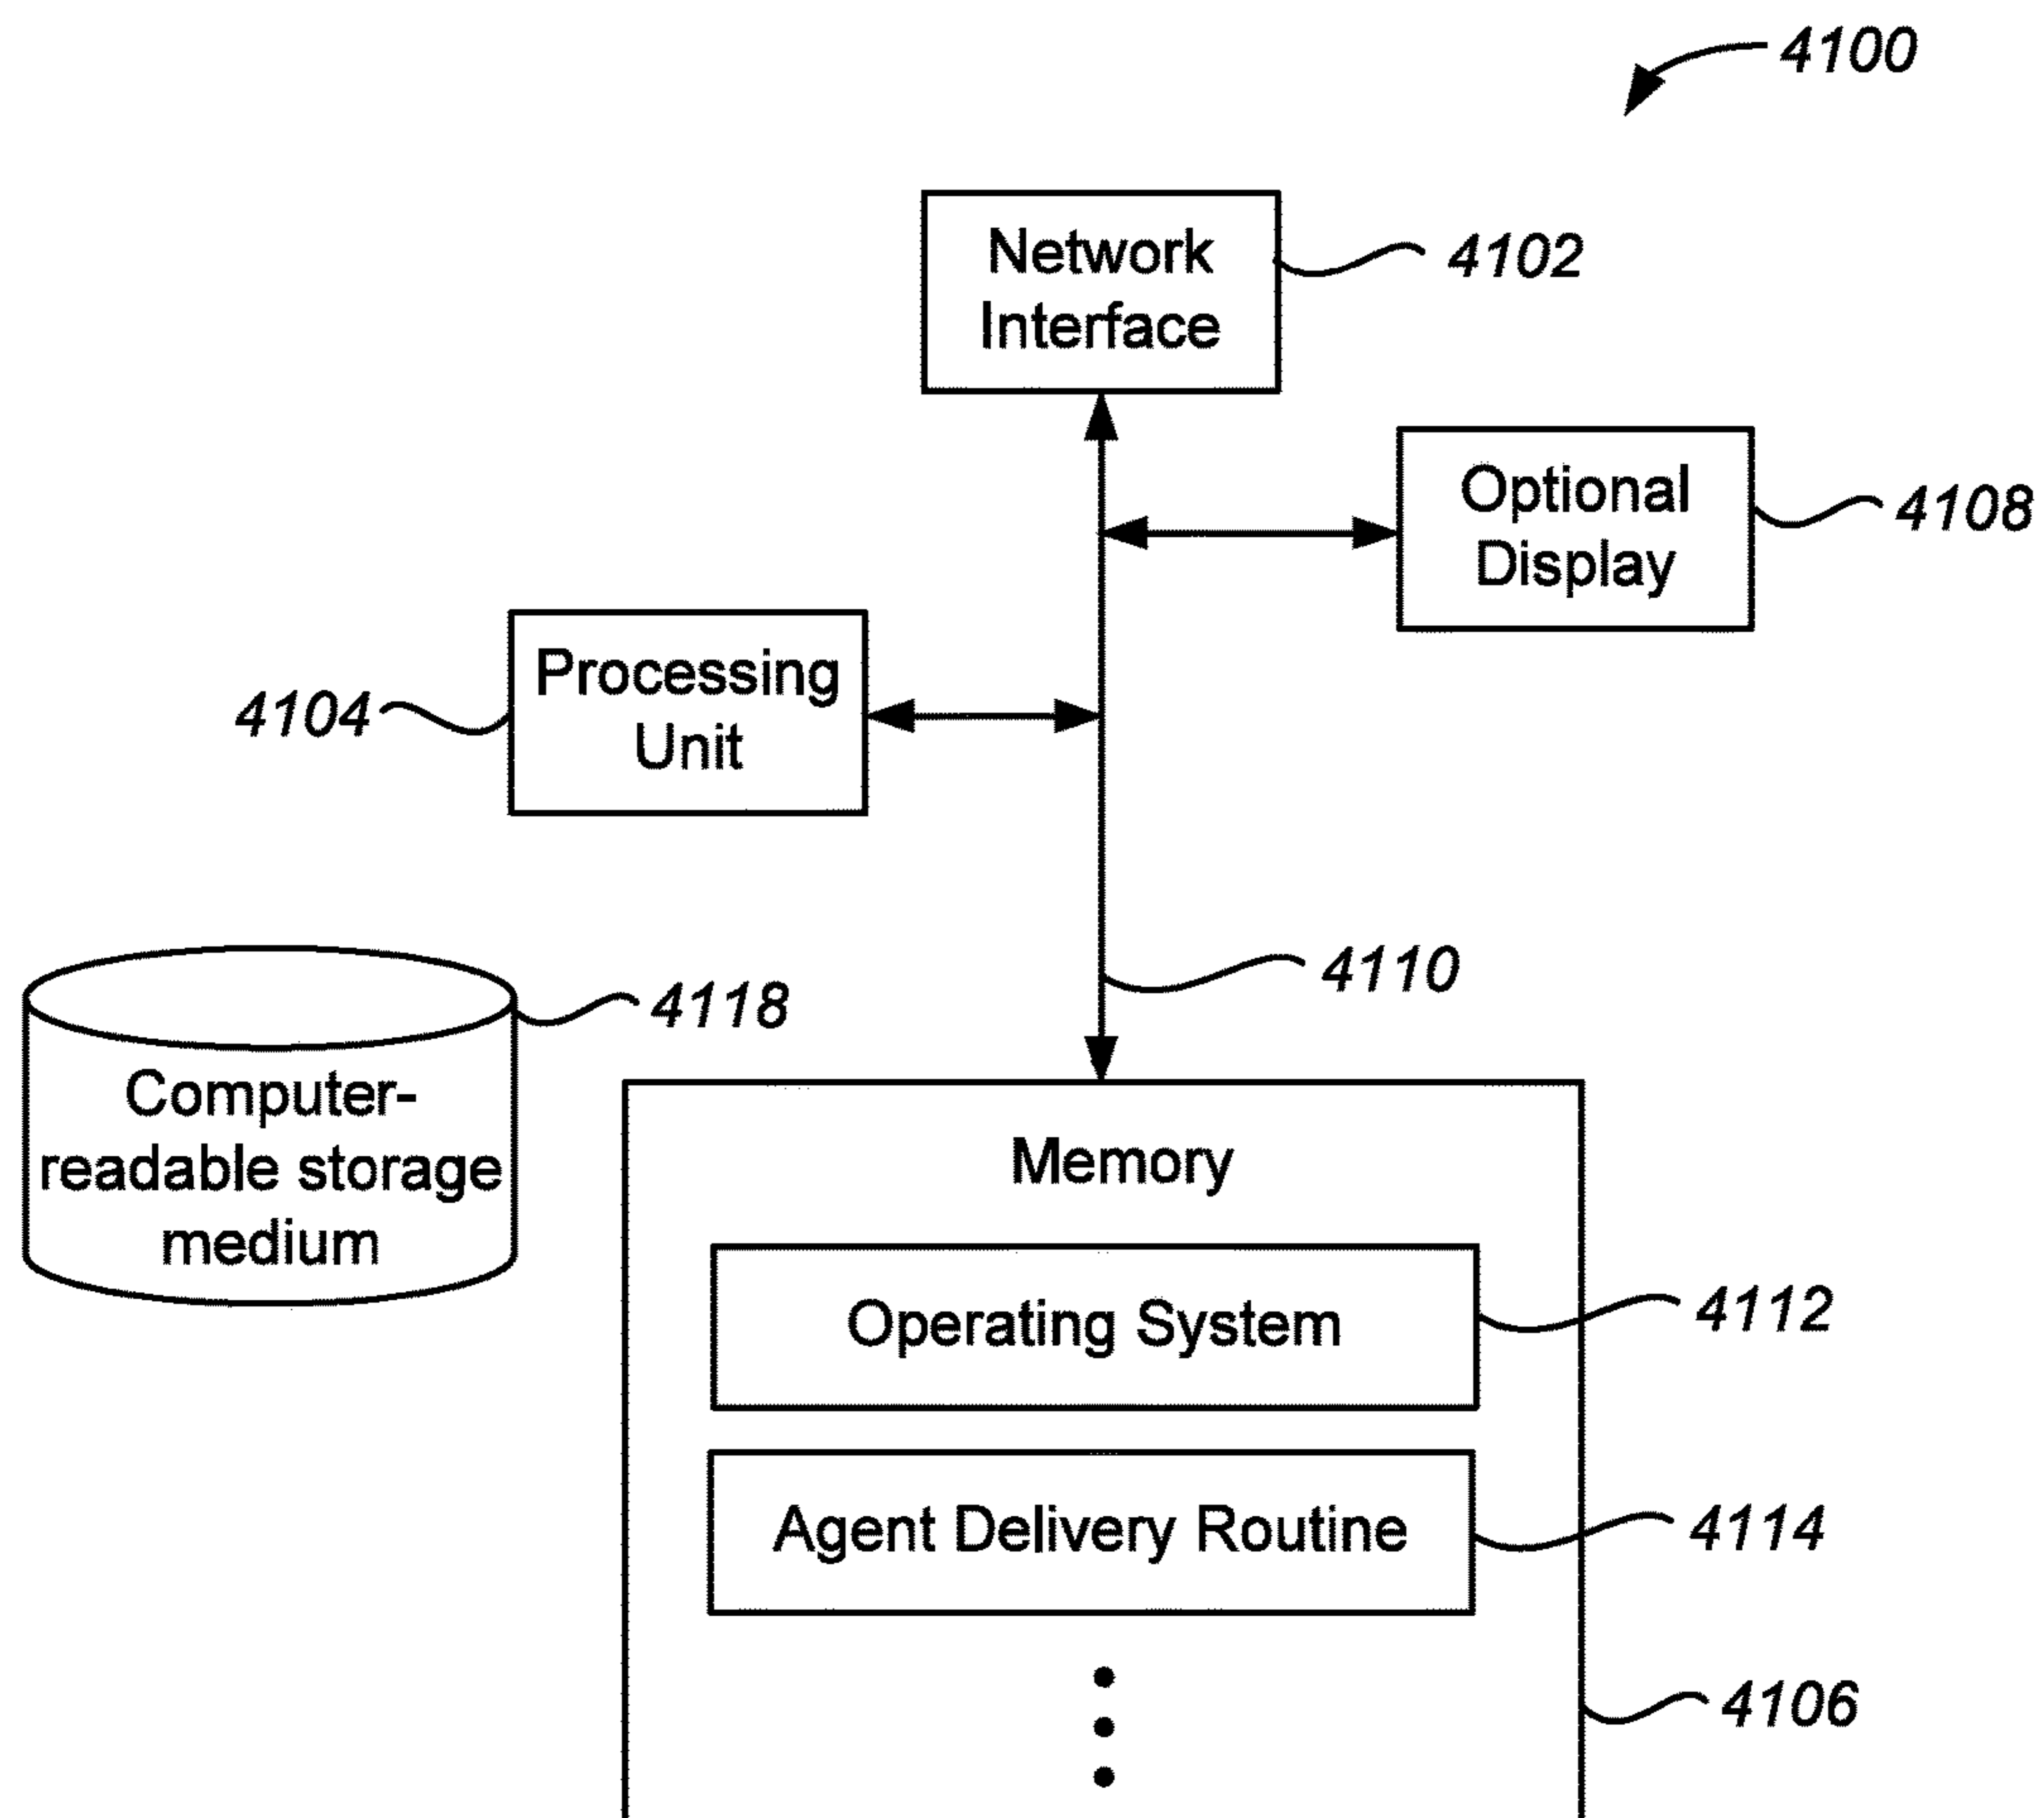 4100
Network
Interface
4102
Optional
Display
4108
Processing
Unit
4104
4110
4118
Computer-
readable storage
medium
Memory
Operating System
4112
Agent Delivery Routine
4114
4106